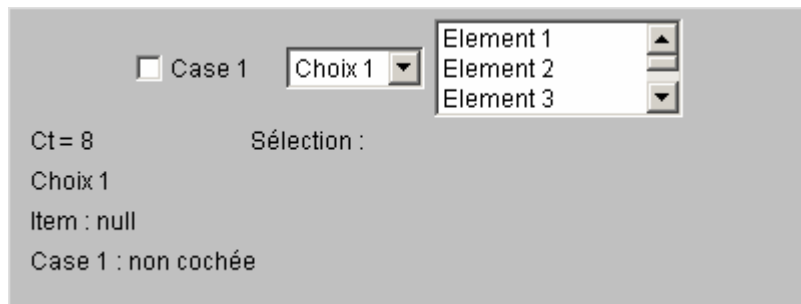 Case 1 Choix 1 Element 1
Element 2
Element 3
Ct = 8 Sélection :
Choix 1
Item : null
Case 1 : non cochée